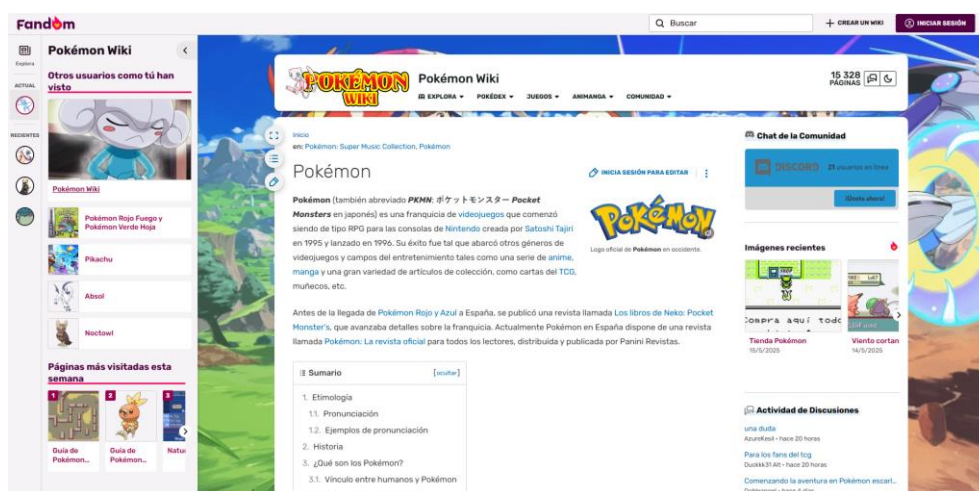 Fandom
Buscar
CREAR UN WIKI
INICIAR SESIÓN
Explora
ACTUAL
RECIENTES
Pokémon Wiki
Otros usuarios como tú han
visto
Pokémon Wiki
Pokémon Rojo Fuego y
Pokémon Verde Hoja
Pikachu
Absol
Noctowl
Páginas más visitadas esta
semana
1
2
3
Guía de
Pokémon...
Guía de
Pokémon...
Natu
POKÉMON
WIKI
Pokémon Wiki
EXPLORA
POKÉDEX
JUEGOS
ANIMANGA
COMUNIDAD
15 328
PÁGINAS
Inicio
en: Pokémon: Super Music Collection, Pokémon
Pokémon
INICIA SESIÓN PARA EDITAR
Pokémon (también abreviado PKMN; ポケットモンスター Pocket
Monsters en japonés) es una franquicia de videojuegos que comenzó
siendo de tipo RPG para las consolas de Nintendo creada por Satoshi Tajiri
en 1995 y lanzado en 1996. Su éxito fue tal que abarcó otros géneros de
videojuegos y campos del entretenimiento tales como una serie de anime,
manga y una gran variedad de artículos de colección, como cartas del TCG,
muñecos, etc.
POKéMON
Logo oficial de Pokémon en occidente.
Antes de la llegada de Pokémon Rojo y Azul a España, se publicó una revista llamada Los libros de Neko: Pocket
Monster's, que avanzaba detalles sobre la franquicia. Actualmente Pokémon en España dispone de una revista
llamada Pokémon: La revista oficial para todos los lectores, distribuida y publicada por Panini Revistas.
Sumario [ocultar]
1. Etimología
1.1. Pronunciación
1.2. Ejemplos de pronunciación
2. Historia
3. ¿Qué son los Pokémon?
3.1. Vínculo entre humanos y Pokémon
Chat de la Comunidad
DISCORD
21 usuarios en línea
¡Únete ahora!
Imágenes recientes
Compra aquí todo
Tienda Pokémon
15/5/2025
Viento cortan
14/5/2025
Actividad de Discusiones
una duda
AzureKesil • hace 20 horas
Para los fans del tcg
Duckkk31 Alt • hace 20 horas
Comenzando la aventura en Pokémon escarl...